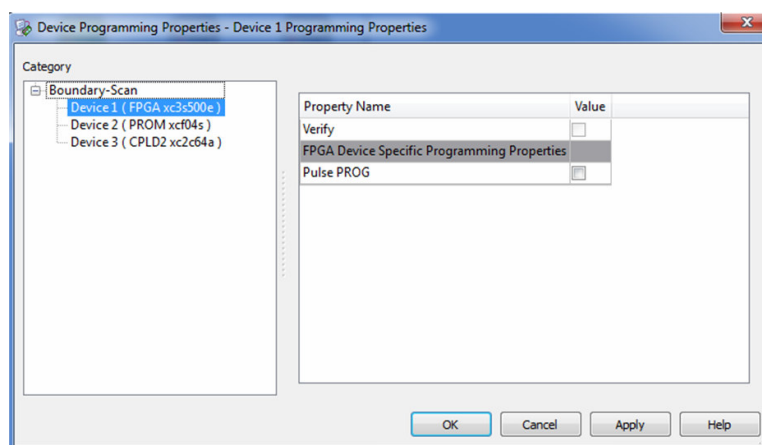 Device Programming Properties - Device 1 Programming Properties
Category
Boundary-Scan
Device 1 ( FPGA xc3s500e )
Device 2 ( PROM xcf04s )
Device 3 ( CPLD2 xc2c64a )
Property Name Value
Verify
FPGA Device Specific Programming Properties
Pulse PROG
OK Cancel Apply Help